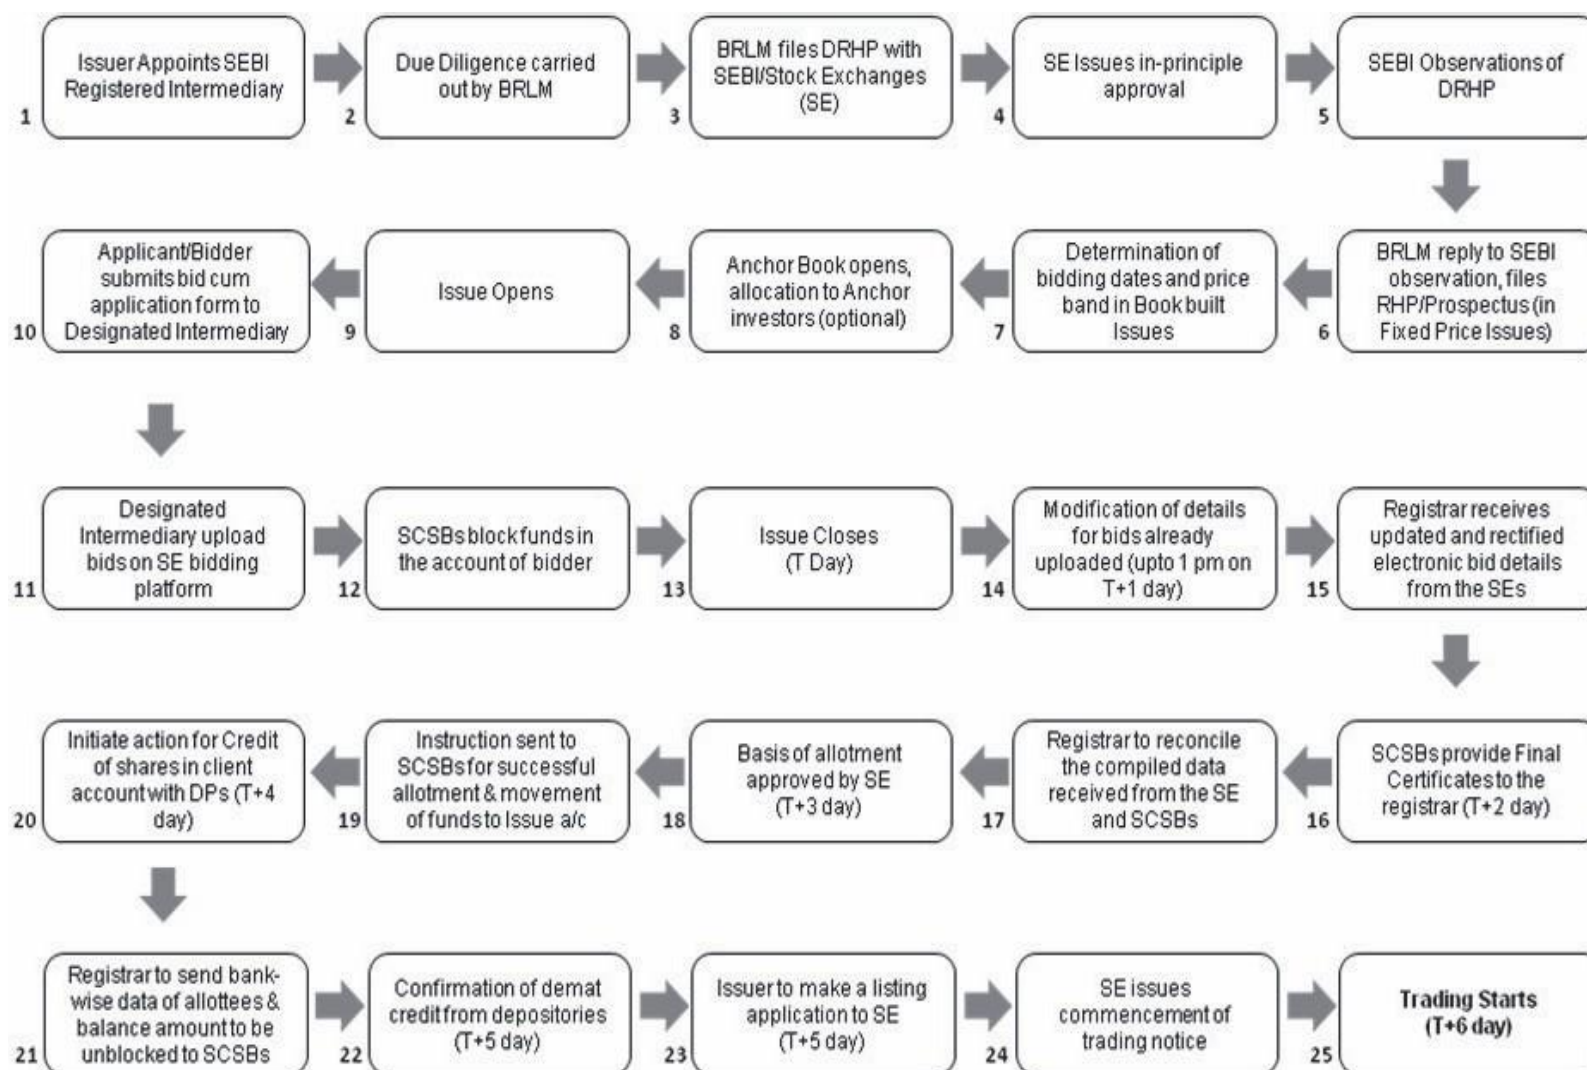 1
Issuer Appoints SEBI
Registered Intermediary
2
Due Diligence carried
out by BRLM
3
BRLM files DRHP with
SEBI/Stock Exchanges
(SE)
4
SE Issues in-principle
approval
5
SEBI Observations of
DRHP
6
BRLM reply to SEBI
observation, files
RHP/Prospectus (in
Fixed Price Issues)
7
Determination of
bidding dates and price
band in Book built
Issues
8
Anchor Book opens,
allocation to Anchor
investors (optional)
9
Issue Opens
10
Applicant/Bidder
submits bid cum
application form to
Designated Intermediary
11
Designated
Intermediary upload
bids on SE bidding
platform
12
SCSBs block funds in
the account of bidder
13
Issue Closes
(T Day)
14
Modification of details
for bids already
uploaded (upto 1 pm on
T+1 day)
15
Registrar receives
updated and rectified
electronic bid details
from the SEs
16
SCSBs provide Final
Certificates to the
registrar (T+2 day)
17
Registrar to reconcile
the compiled data
received from the SE
and SCSBs
18
Basis of allotment
approved by SE
(T+3 day)
19
Instruction sent to
SCSBs for successful
allotment & movement
of funds to Issue a/c
20
Initiate action for Credit
of shares in client
account with DPs (T+4
day)
21
Registrar to send bank-
wise data of allottees &
balance amount to be
unblocked to SCSBs
22
Confirmation of demat
credit from depositories
(T+5 day)
23
Issuer to make a listing
application to SE
(T+5 day)
24
SE issues
commencement of
trading notice
25
Trading Starts
(T+6 day)